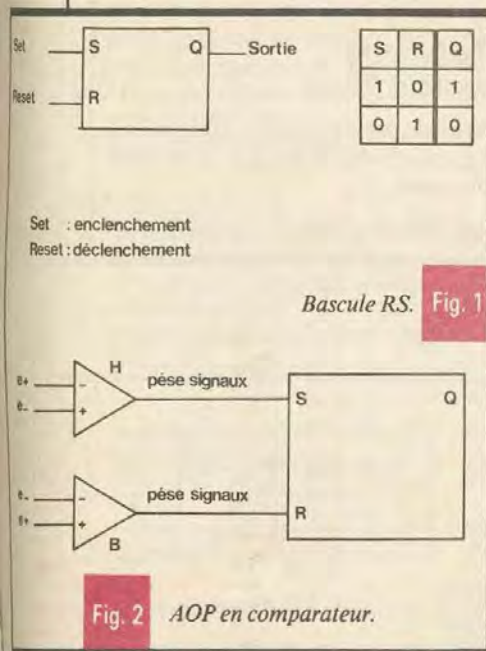 Set S Q Sortie
Reset R
S R Q
1 0 1
0 1 0
Set : enclenchement
Reset : déclenchement
Bascule RS. Fig. 1
H
e+ - pése signaux S Q
e- +
e- - pése signaux R
+
B
Fig. 2 AOP en comparateur.